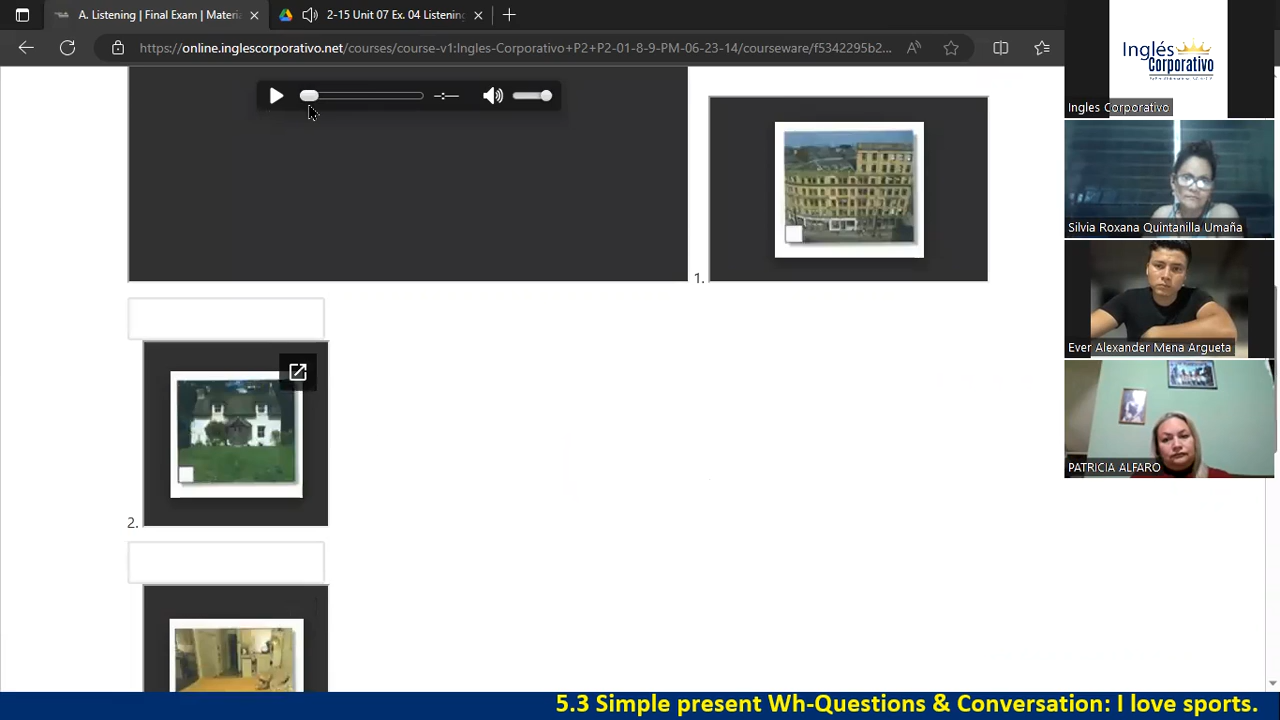 A. Listening | Final Exam | Materia
2-15 Unit 07 Ex. 04 Listening
https://online.inglescorporativo.net/courses/course-v1:Ingles-Corporativo+P2+P2-01-8-9-PM-06-23-14/courseware/f5342295b2...
1.
2.
Inglés
Corporativo
Ingles Corporativo
Silvia Roxana Quintanilla Umaña
Ever Alexander Mena Argueta
PATRICIA ALFARO
5.3 Simple present Wh-Questions & Conversation: I love sports.